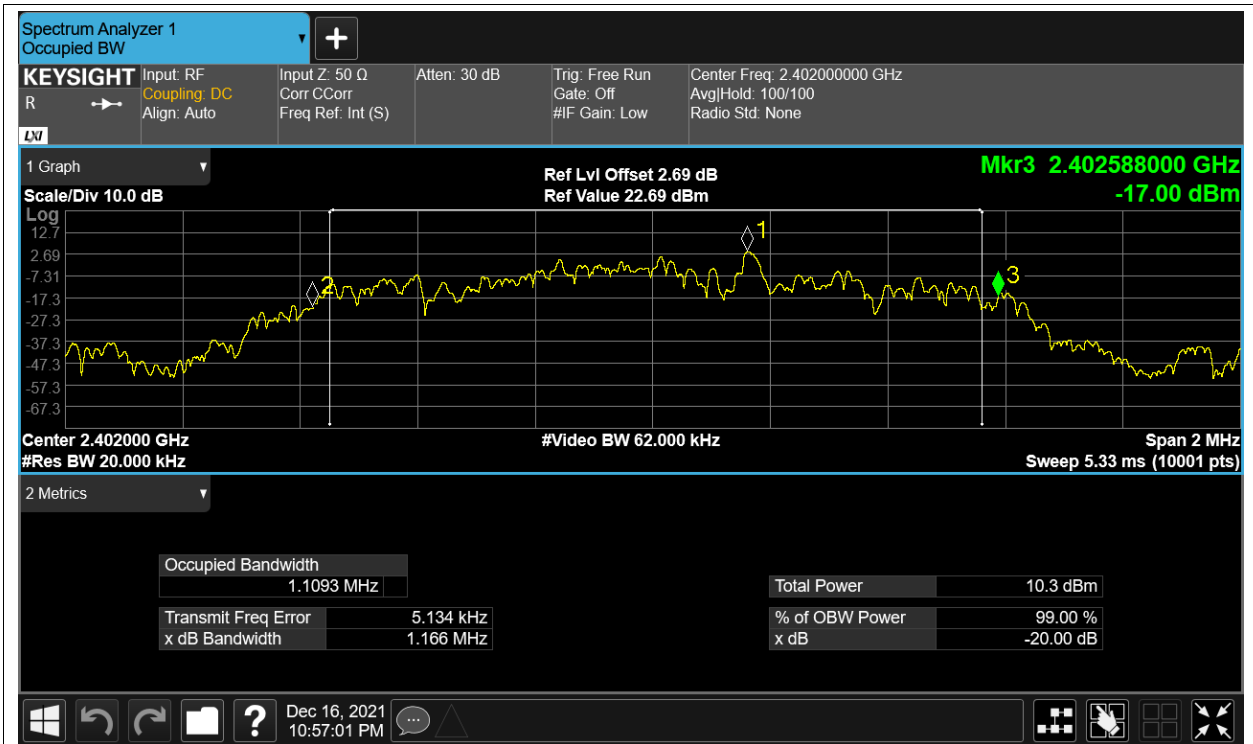 Spectrum Analyzer 1
Occupied BW
KEYSIGHT
R
LXI
Input: RF
Coupling: DC
Align: Auto
Input Z: 50 Ω
Corr CCorr
Freq Ref: Int (S)
Atten: 30 dB
Trig: Free Run
Gate: Off
#IF Gain: Low
Center Freq: 2.402000000 GHz
Avg|Hold: 100/100
Radio Std: None
1 Graph
Scale/Div 10.0 dB
Ref Lvl Offset 2.69 dB
Ref Value 22.69 dBm
Mkr3 2.402588000 GHz
-17.00 dBm
Log
12.7
2.69
-7.31
-17.3
-27.3
-37.3
-47.3
-57.3
-67.3
1
2
3
Center 2.402000 GHz
#Res BW 20.000 kHz
#Video BW 62.000 kHz
Span 2 MHz
Sweep 5.33 ms (10001 pts)
2 Metrics
Occupied Bandwidth
1.1093 MHz
Transmit Freq Error 5.134 kHz
x dB Bandwidth 1.166 MHz
Total Power 10.3 dBm
% of OBW Power 99.00 %
x dB -20.00 dB
?
Dec 16, 2021
10:57:01 PM